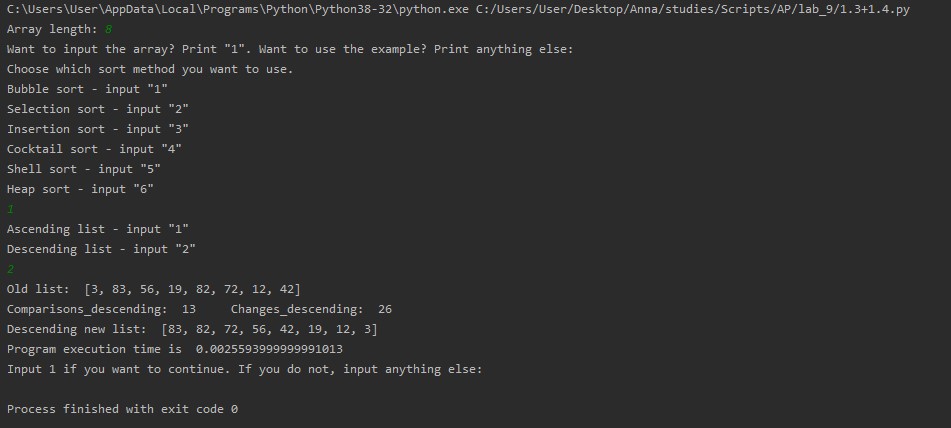 C:\Users\User\AppData\Local\Programs\Python\Python38-32\python.exe C:/Users/User/Desktop/Anna/studies/Scripts/AP/lab_9/1.3+1.4.py
Array length: 8
Want to input the array? Print "1". Want to use the example? Print anything else:
Choose which sort method you want to use.
Bubble sort - input "1"
Selection sort - input "2"
Insertion sort - input "3"
Cocktail sort - input "4"
Shell sort - input "5"
Heap sort - input "6"
1
Ascending list - input "1"
Descending list - input "2"
2
Old list:  [3, 83, 56, 19, 82, 72, 12, 42]
Comparisons_descending:  13     Changes_descending:  26
Descending new list:  [83, 82, 72, 56, 42, 19, 12, 3]
Program execution time is  0.0025593999999991013
Input 1 if you want to continue. If you do not, input anything else:
Process finished with exit code 0